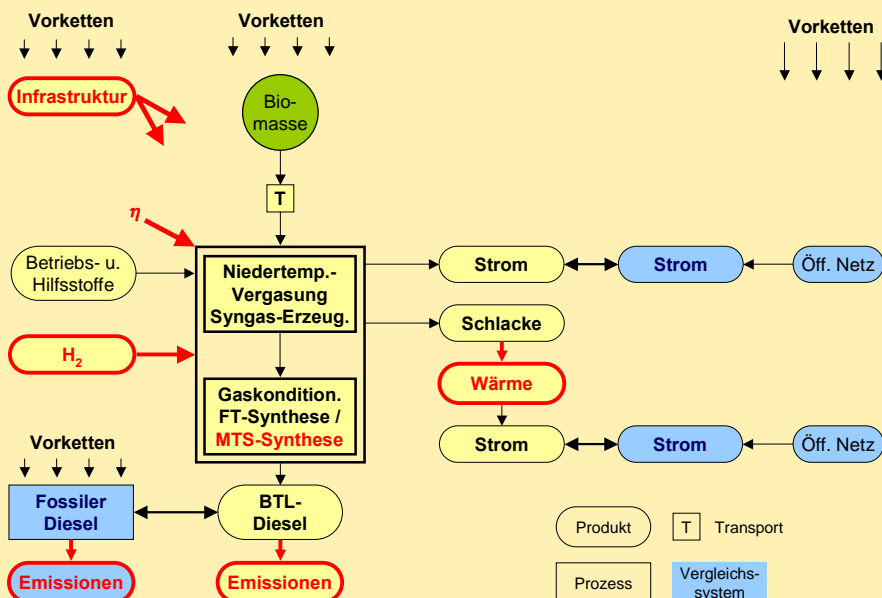 Vorketten
Vorketten
Vorketten
Infrastruktur
Bio-
masse
T
η
Betriebs- u.
Hilfsstoffe
Niedertemp.-
Vergasung
Syngas-Erzeug.
Strom
Strom
Öff. Netz
Schlacke
H₂
Wärme
Gaskondition.
FT-Synthese /
MTS-Synthese
Strom
Strom
Öff. Netz
Vorketten
Fossiler
Diesel
BTL-
Diesel
Produkt
T
Transport
Emissionen
Emissionen
Prozess
Vergleichs-
system